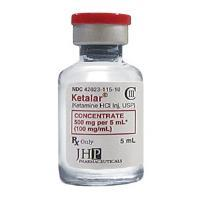 NDC 42023-115-10
Ketalar®
CIII
(Ketamine HCl Inj, USP)
CONCENTRATE
500 mg per 5 mL*
(100 mg/mL)
Rx Only
5 mL
JHP
PHARMACEUTICALS